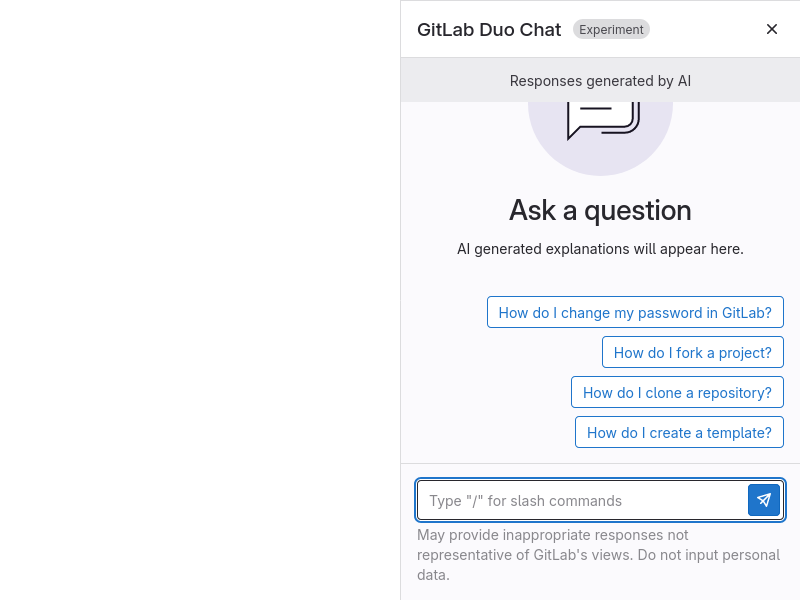 GitLab Duo Chat Experiment
Responses generated by AI
Ask a question
AI generated explanations will appear here.
How do I change my password in GitLab?
How do I fork a project?
How do I clone a repository?
How do I create a template?
Type "/" for slash commands
May provide inappropriate responses not
representative of GitLab's views. Do not input personal
data.